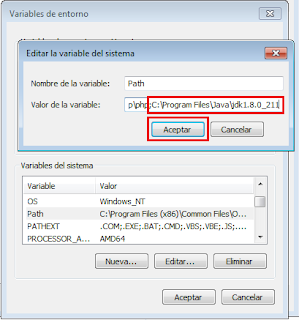 Variables de entorno
Editar la variable del sistema
Nombre de la variable: Path
Valor de la variable: p\php;C:\Program Files\Java\jdk1.8.0_211
Aceptar Cancelar
Variables del sistema
Variable Valor
OS Windows_NT
Path C:\Program Files (x86)\Common Files\O...
PATHEXT .COM;.EXE;.BAT;.CMD;.VBS;.VBE;.JS;....
PROCESSOR_A... AMD64
Nueva... Editar... Eliminar
Aceptar Cancelar